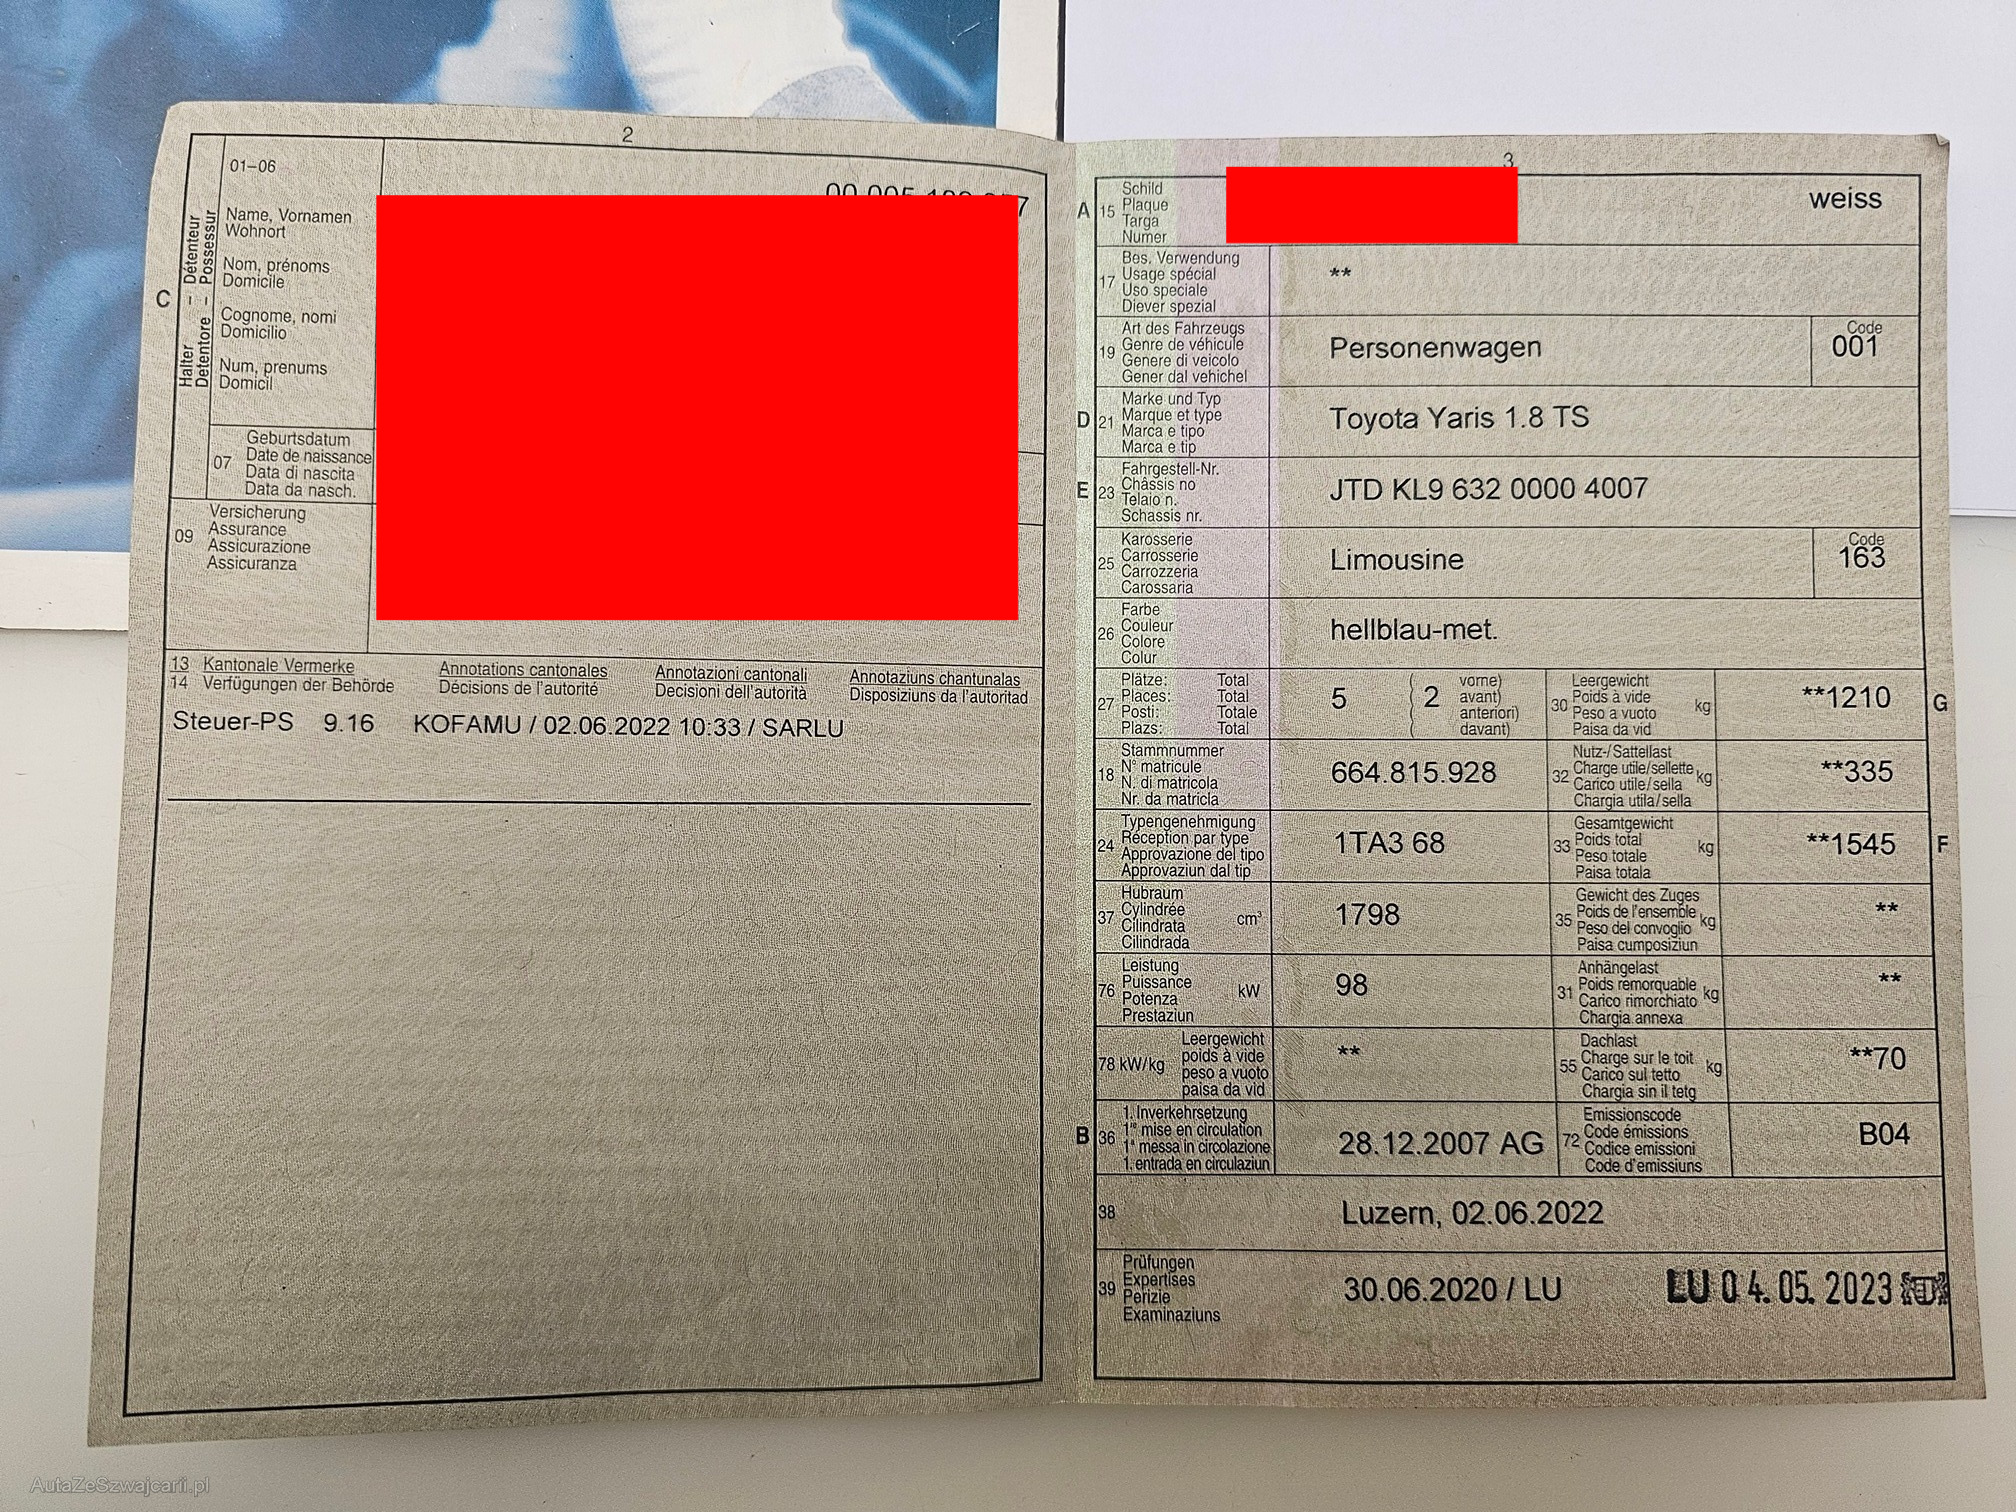 2
01–06
Halter – Détenteur
Detentore – Possessur
C
Name, Vornamen
Wohnort
Nom, prénoms
Domicile
Cognome, nomi
Domicilio
Num, prenums
Domicil
07
Geburtsdatum
Date de naissance
Data di nascita
Data da nasch.
09
Versicherung
Assurance
Assicurazione
Assicuranza
13 Kantonale Vermerke Annotations cantonales Annotazioni cantonali Annotaziuns chantunalas
14 Verfügungen der Behörde Décisions de l'autorité Decisioni dell'autorità Disposiziuns da l'autoritad
Steuer-PS 9.16 KOFAMU / 02.06.2022 10:33 / SARLU
3
A 15
Schild
Plaque
Targa
Numer
weiss
17
Bes. Verwendung
Usage spécial
Uso speciale
Diever spezial
**
19
Art des Fahrzeugs
Genre de véhicule
Genere di veicolo
Gener dal vehichel
Personenwagen
Code
001
D 21
Marke und Typ
Marque et type
Marca e tipo
Marca e tip
Toyota Yaris 1.8 TS
E 23
Fahrgestell-Nr.
Châssis no
Telaio n.
Schassis nr.
JTD KL9 632 0000 4007
25
Karosserie
Carrosserie
Carrozzeria
Carossaria
Limousine
Code
163
26
Farbe
Couleur
Colore
Colur
hellblau-met.
27
Plätze: Total
Places: Total
Posti: Totale
Plazs: Total
5
( 2 vorne)
avant)
anteriori)
davant)
30
Leergewicht
Poids à vide
Peso a vuoto
Paisa da vid
kg
**1210
G
18
Stammnummer
N° matricule
N. di matricola
Nr. da matricla
664.815.928
32
Nutz-/Sattellast
Charge utile/sellette
Carico utile/sella
Chargia utila/sella
kg
**335
24
Typengenehmigung
Réception par type
Approvazione del tipo
Approvaziun dal tip
1TA3 68
33
Gesamtgewicht
Poids total
Peso totale
Paisa totala
kg
**1545
F
37
Hubraum
Cylindrée
Cilindrata
Cilindrada
cm³
1798
35
Gewicht des Zuges
Poids de l'ensemble
Peso del convoglio
Paisa cumposiziun
kg
**
76
Leistung
Puissance
Potenza
Prestaziun
kW
98
31
Anhängelast
Poids remorquable
Carico rimorchiato
Chargia annexa
kg
**
78 kW/kg
Leergewicht
poids à vide
peso a vuoto
paisa da vid
**
55
Dachlast
Charge sur le toit
Carico sul tetto
Chargia sin il tetg
kg
**70
B 36
1. Inverkehrsetzung
1re mise en circulation
1a messa in circolazione
1. entrada en circulaziun
28.12.2007 AG
72
Emissionscode
Code émissions
Codice emissioni
Code d'emissiuns
B04
38
Luzern, 02.06.2022
39
Prüfungen
Expertises
Perizie
Examinaziuns
30.06.2020 / LU
LU 04.05.2023
AutaZeSzwajcarii.pl